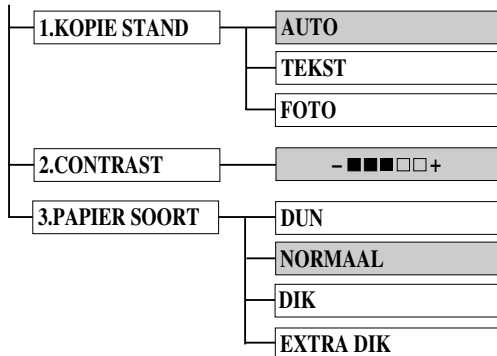 1.KOPIE STAND
AUTO
TEKST
FOTO
2.CONTRAST
– ■■■□□ +
3.PAPIER SOORT
DUN
NORMAAL
DIK
EXTRA DIK